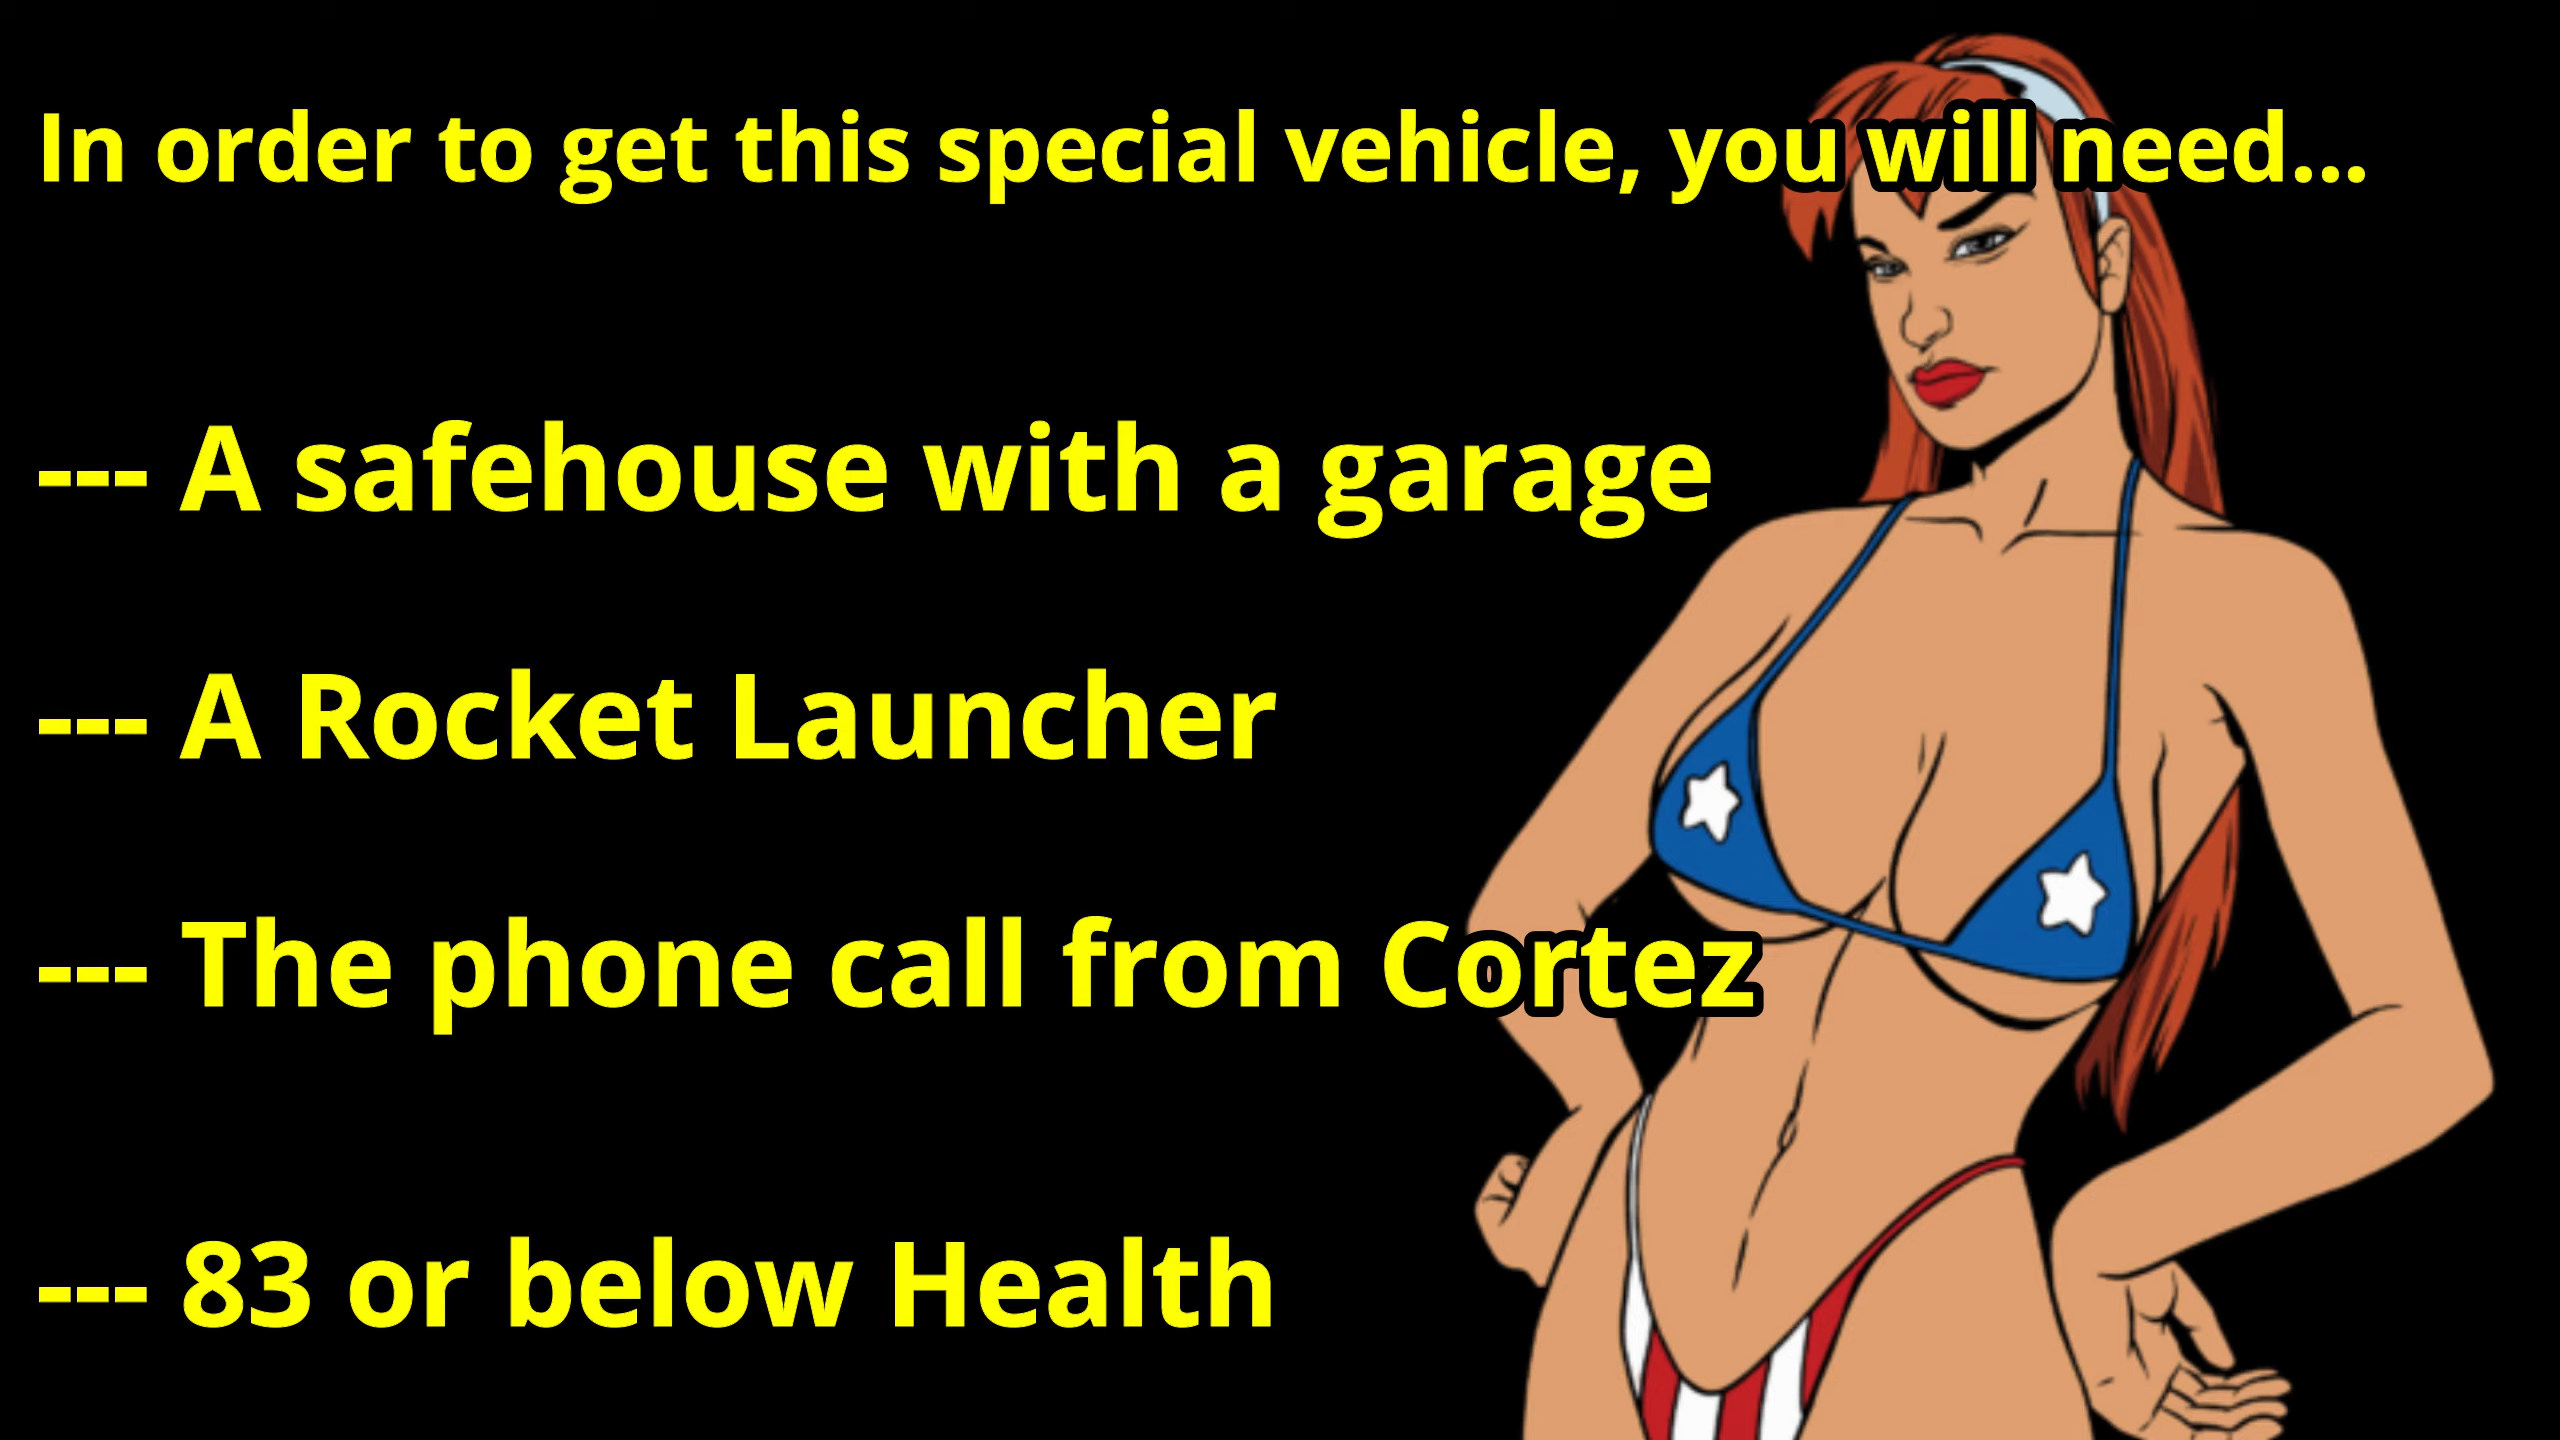 In order to get this special vehicle, you will need...
--- A safehouse with a garage
--- A Rocket Launcher
--- The phone call from Cortez
--- 83 or below Health